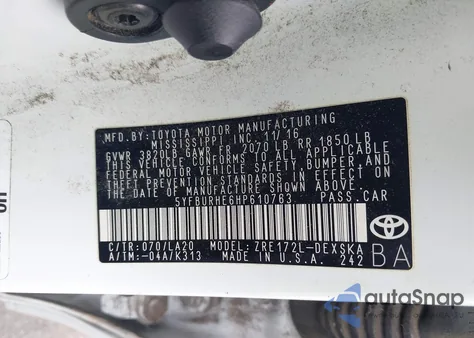 MFD.BY:TOYOTA MOTOR MANUFACTURING
MISSISSIPPI, INC. 11/16
GVWR 3820LB GAWR FR 2070 LB RR 1850 LB
THIS VEHICLE CONFORMS TO ALL APPLICABLE
FEDERAL MOTOR VEHICLE SAFETY BUMPER, AND
THEFT PREVENTION STANDARDS IN EFFECT ON
THE DATE OF MANUFACTURE SHOWN ABOVE.
5YFBURHE6HP610763 PASS.CAR
C/TR:070/LA20 ZRE172L-DEXSKA
A/TM:-04A/K313 MADE IN U.S.A. 242
BA
autoSnap